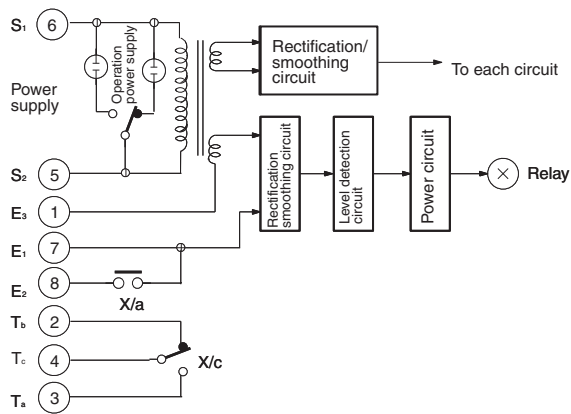 S1 6
Operation
power supply
Rectification/
smoothing
circuit
To each circuit
Power
supply
S2 5
E3 1
Rectification
smoothing circuit
Level detection
circuit
Power circuit
Relay
E1 7
E2 8
X/a
Tb 2
Tc 4
X/c
Ta 3